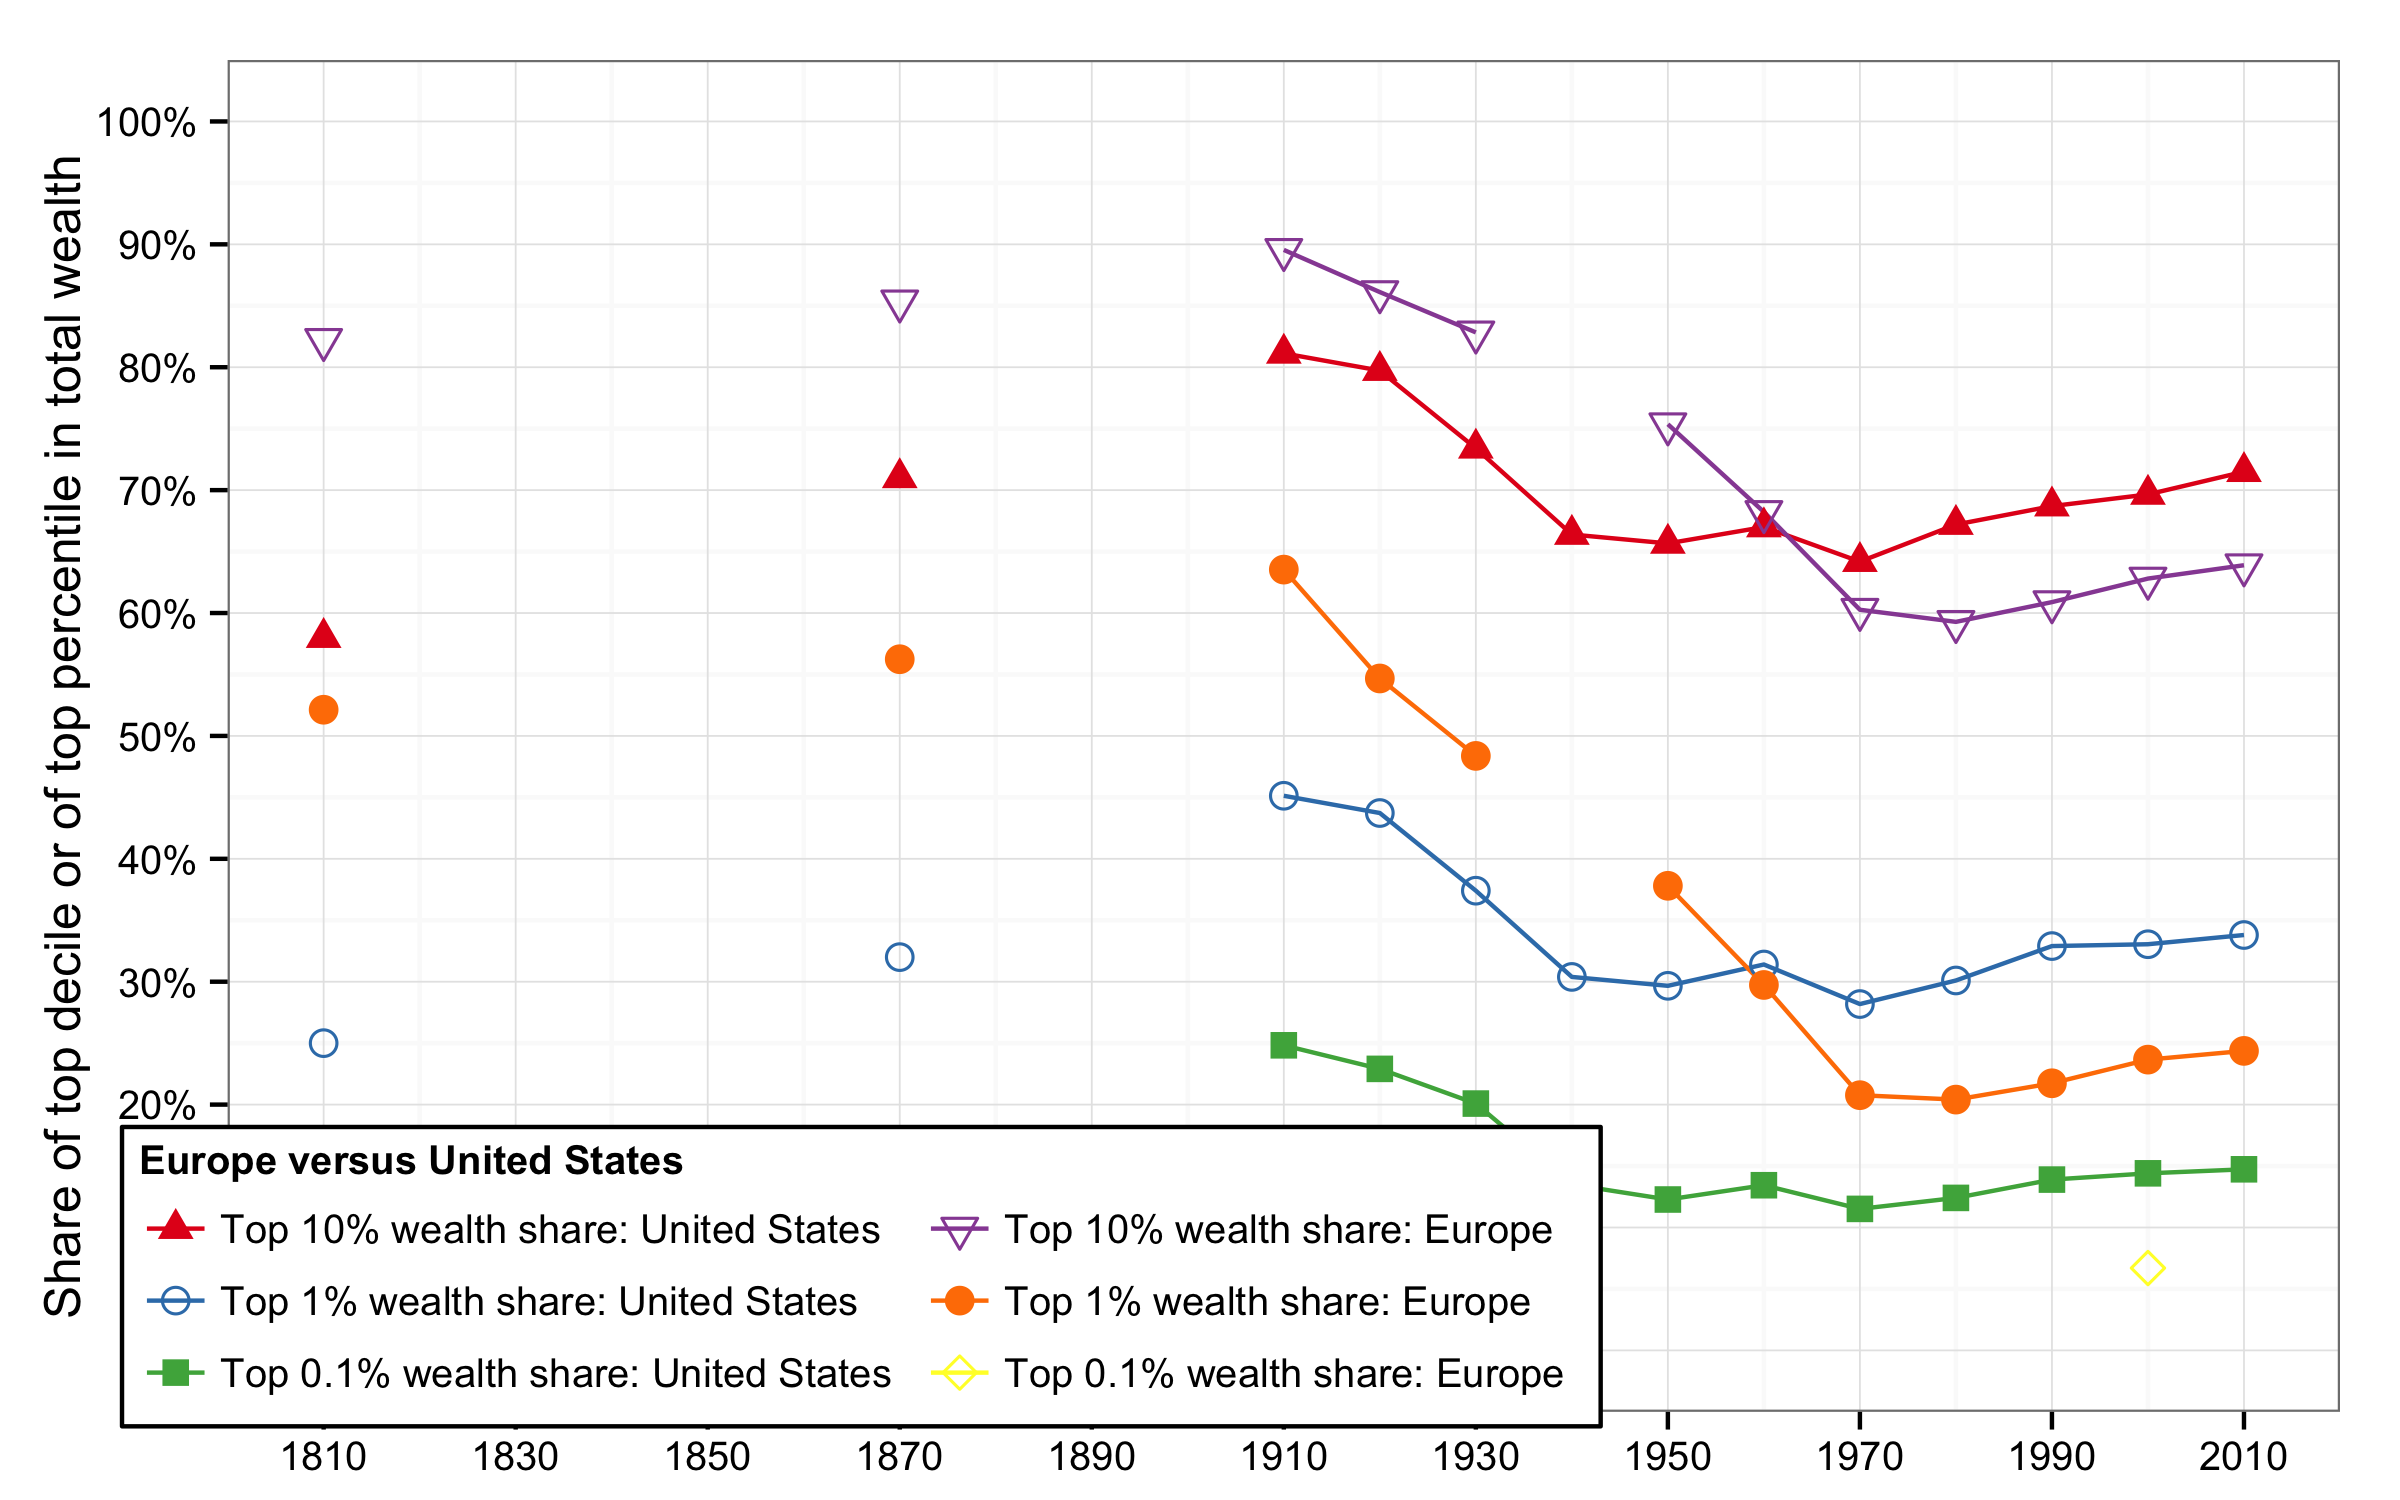 Share of top decile or of top percentile in total wealth
100%
90%
80%
70%
60%
50%
40%
30%
20%
Europe versus United States
Top 10% wealth share: United States
Top 1% wealth share: United States
Top 0.1% wealth share: United States
Top 10% wealth share: Europe
Top 1% wealth share: Europe
Top 0.1% wealth share: Europe
1810 1830 1850 1870 1890 1910 1930 1950 1970 1990 2010